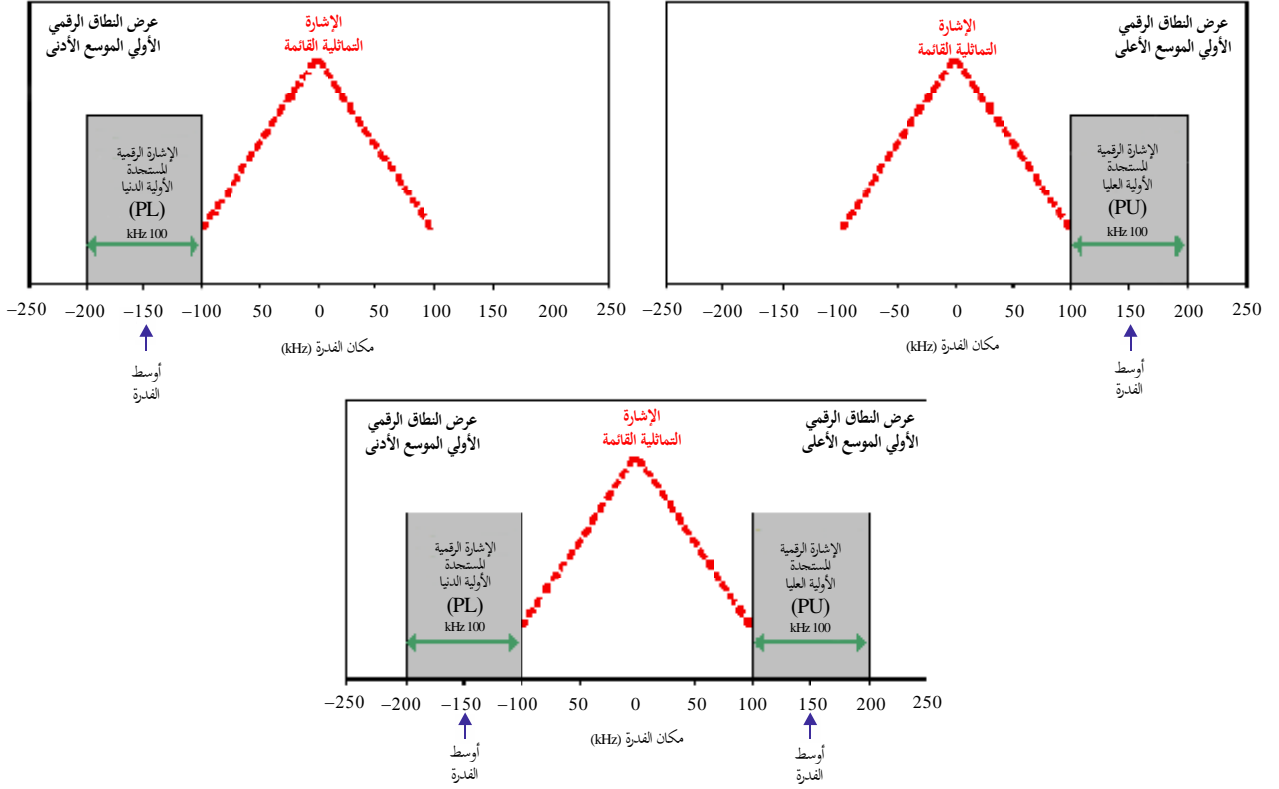 عرض النطاق الرقمي
الأولي الموسع الأدنى
الإشارة
التماثلية القائمة
الإشارة الرقمية
المستجدة
الأولية الدنيا
(PL)
kHz 100
–250 –200 –150 –100 50 0 50 100 150 200 250
مكان القدرة (kHz)
أوسط
القدرة
الإشارة
التماثلية القائمة
عرض النطاق الرقمي
الأولي الموسع الأعلى
الإشارة الرقمية
المستجدة
الأولية العليا
(PU)
kHz 100
–250 –200 –150 –100 50 0 50 100 150 200 250
مكان القدرة (kHz)
أوسط
القدرة
عرض النطاق الرقمي
الأولي الموسع الأدنى
الإشارة
التماثلية القائمة
عرض النطاق الرقمي
الأولي الموسع الأعلى
الإشارة الرقمية
المستجدة
الأولية الدنيا
(PL)
kHz 100
الإشارة الرقمية
المستجدة
الأولية العليا
(PU)
kHz 100
–250 –200 –150 –100 50 0 50 100 150 200 250
مكان القدرة (kHz)
أوسط
القدرة
أوسط
القدرة